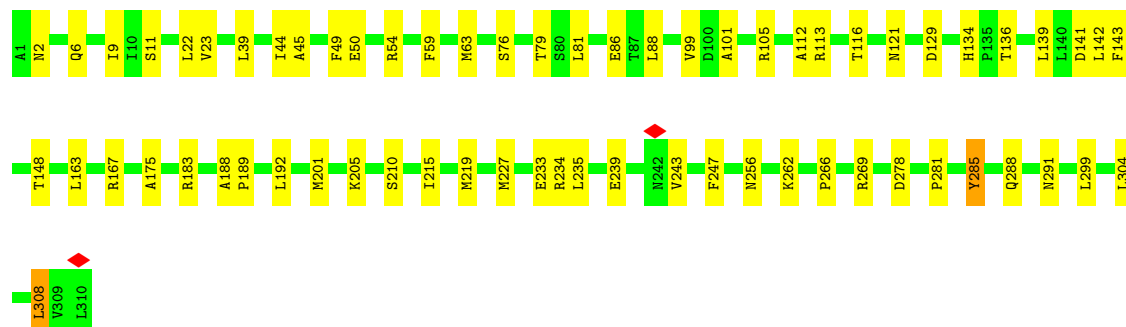 A1 N2 Q6 I9 I10 S11 L22 V23 L39 I44 A45 F49 E50 R54 F59 M63 S76 T79 S80 L81 E86 T87 L88 V99 D100 A101 R105 A112 R113 T116 N121 D129 H134 P135 T136 L139 L140 D141 L142 F143
T148 L163 R167 A175 R183 A188 P189 L192 M201 K205 S210 I215 M219 M227 E233 R234 L235 E239 N242 V243 F247 N256 K262 P266 R269 D278 P281 Y285 Q288 N291 L299 L304
L308 V309 L310